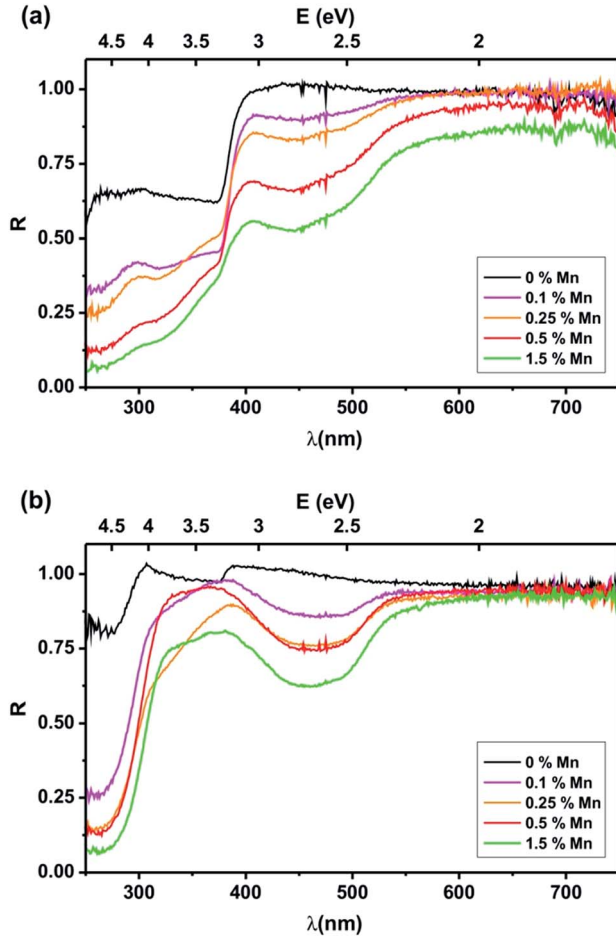 (a)
E (eV)
4.5 4 3.5 3 2.5 2
1.00
0.75
0.50
0.25
0.00
R
0 % Mn
0.1 % Mn
0.25 % Mn
0.5 % Mn
1.5 % Mn
300 400 500 600 700
λ(nm)
(b)
E (eV)
4.5 4 3.5 3 2.5 2
1.00
0.75
0.50
0.25
0.00
R
0 % Mn
0.1 % Mn
0.25 % Mn
0.5 % Mn
1.5 % Mn
300 400 500 600 700
λ(nm)